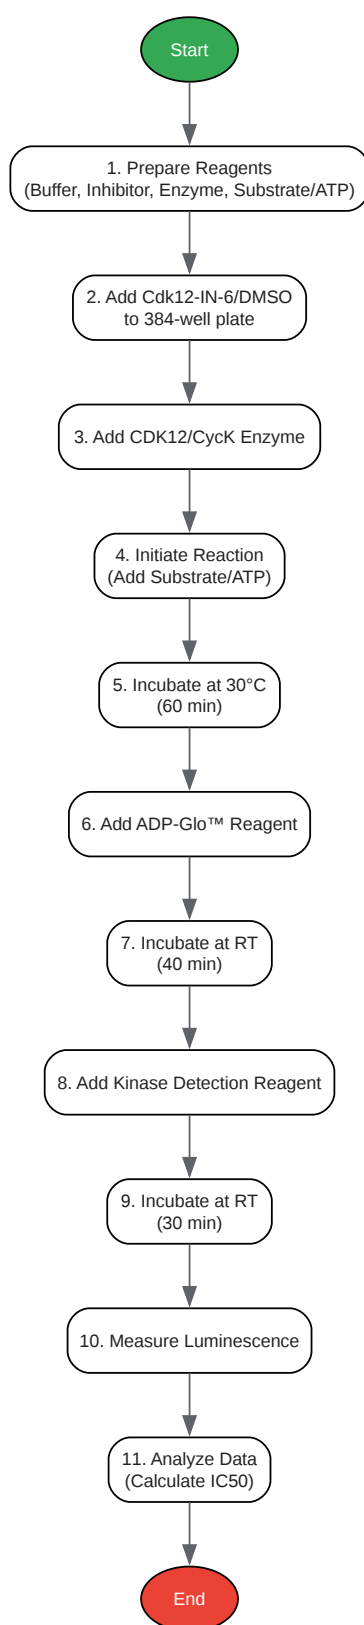 Start
1. Prepare Reagents
(Buffer, Inhibitor, Enzyme, Substrate/ATP)
2. Add Cdk12-IN-6/DMSO
to 384-well plate
3. Add CDK12/CycK Enzyme
4. Initiate Reaction
(Add Substrate/ATP)
5. Incubate at 30°C
(60 min)
6. Add ADP-Glo™ Reagent
7. Incubate at RT
(40 min)
8. Add Kinase Detection Reagent
9. Incubate at RT
(30 min)
10. Measure Luminescence
11. Analyze Data
(Calculate IC50)
End